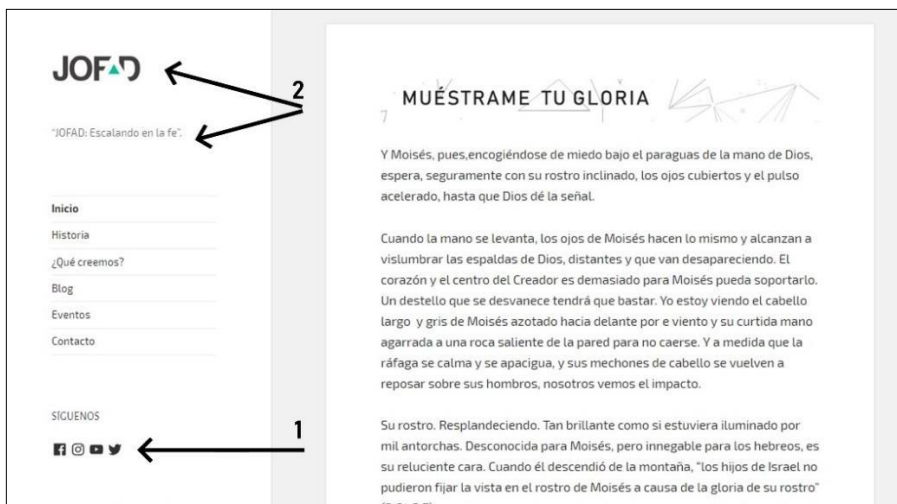 JOFAD
2
"JOFAD: Escalando en la fe".
Inicio
Historia
¿Qué creemos?
Blog
Eventos
Contacto
SÍGUENOS
1
MUÉSTRAME TU GLORIA
Y Moisés, pues,encogiéndose de miedo bajo el paraguas de la mano de Dios,
espera, seguramente con su rostro inclinado, los ojos cubiertos y el pulso
acelerado, hasta que Dios dé la señal.
Cuando la mano se levanta, los ojos de Moisés hacen lo mismo y alcanzan a
vislumbrar las espaldas de Dios, distantes y que van desapareciendo. El
corazón y el centro del Creador es demasiado para Moisés pueda soportarlo.
Un destello que se desvanece tendrá que bastar. Yo estoy viendo el cabello
largo y gris de Moisés azotado hacia delante por e viento y su curtida mano
agarrada a una roca saliente de la pared para no caerse. Y a medida que la
ráfaga se calma y se apacigua, y sus mechones de cabello se vuelven a
reposar sobre sus hombros, nosotros vemos el impacto.
Su rostro. Resplandeciendo. Tan brillante como si estuviera iluminado por
mil antorchas. Desconocida para Moisés, pero innegable para los hebreos, es
su reluciente cara. Cuando él descendió de la montaña, "los hijos de Israel no
pudieron fijar la vista en el rostro de Moisés a causa de la gloria de su rostro"